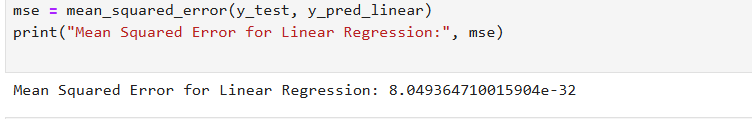 mse = mean_squared_error(y_test, y_pred_linear)
print("Mean Squared Error for Linear Regression:", mse)
Mean Squared Error for Linear Regression: 8.049364710015904e-32